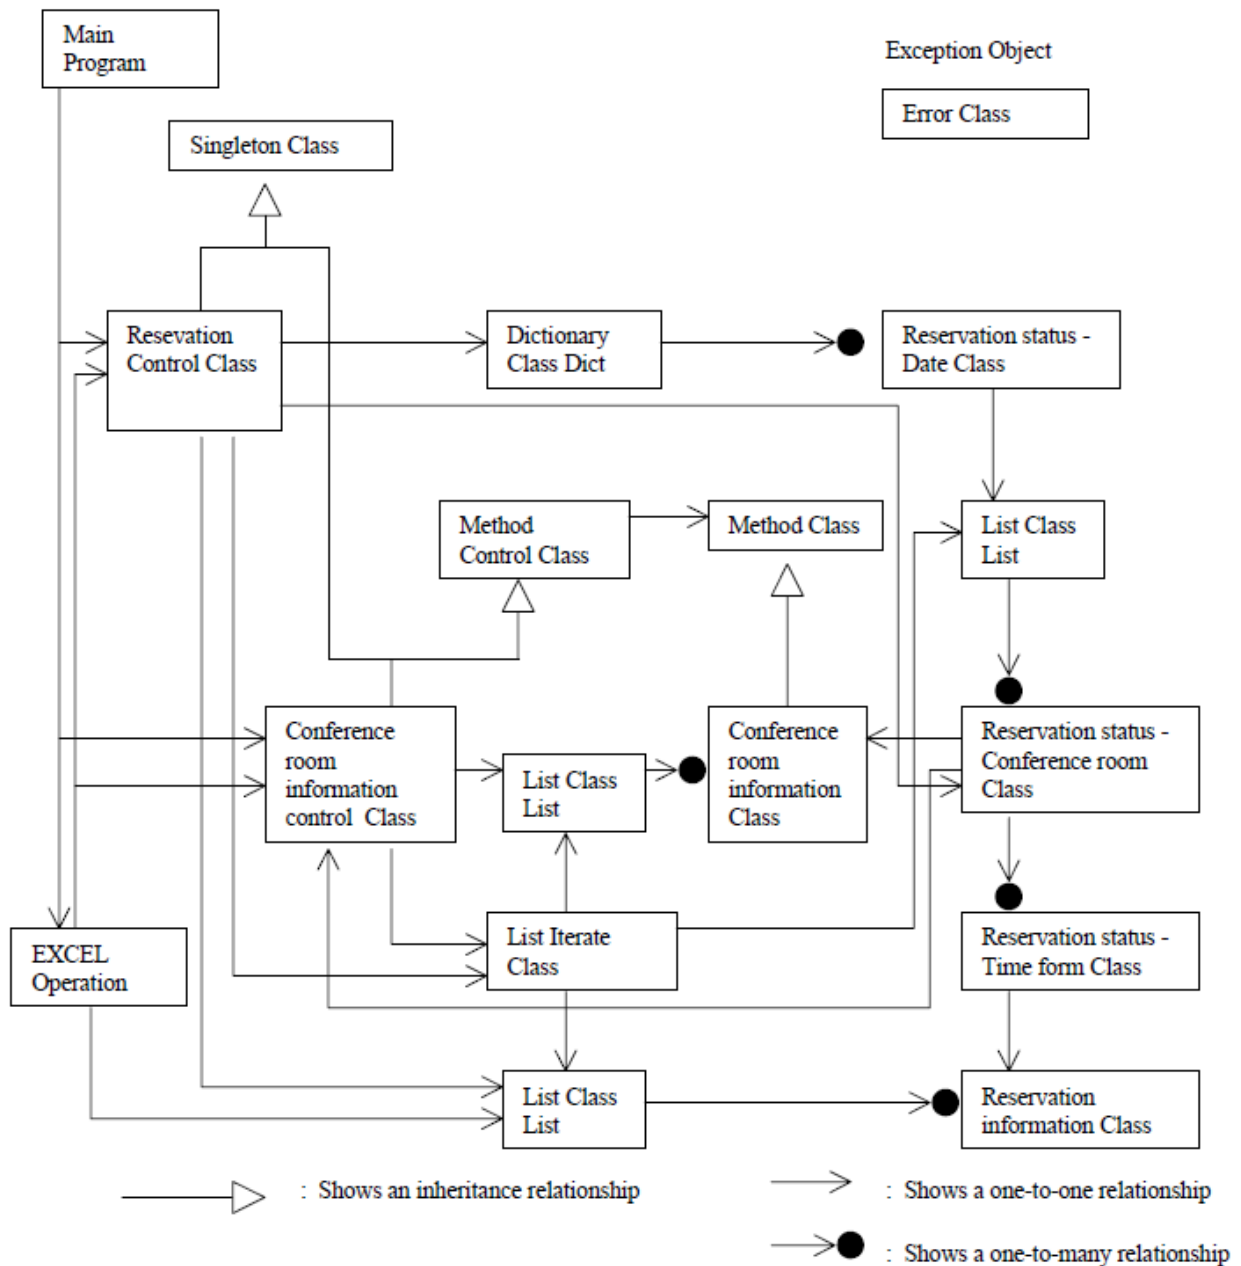 Main
Program
Exception Object
Error Class
Singleton Class
Resevation
Control Class
Dictionary
Class Dict
Reservation status -
Date Class
Method
Control Class
Method Class
List Class
List
Conference
room
information
control Class
List Class
List
Conference
room
information
Class
Reservation status -
Conference room
Class
EXCEL
Operation
List Iterate
Class
Reservation status -
Time form Class
List Class
List
Reservation
information Class
: Shows an inheritance relationship
: Shows a one-to-one relationship
: Shows a one-to-many relationship